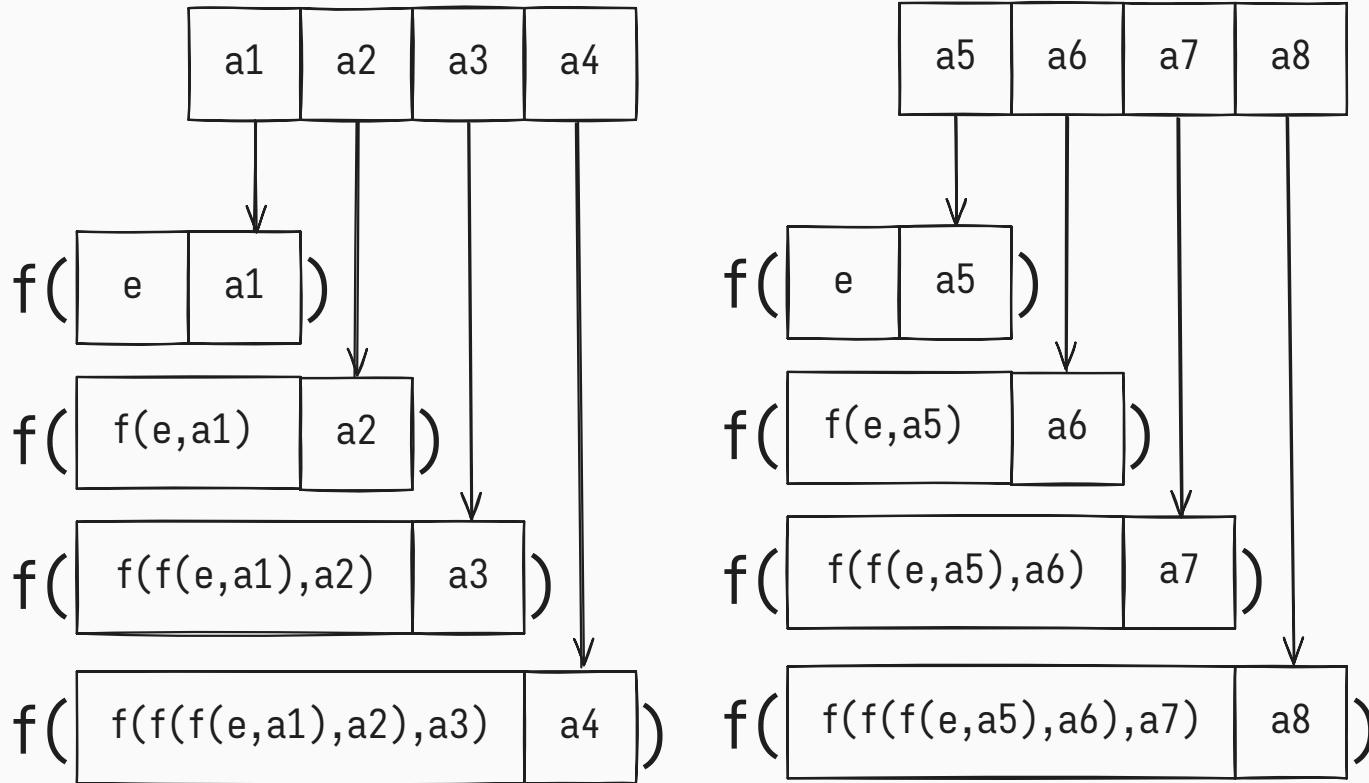 a1 a2 a3 a4
a5 a6 a7 a8
f( e a1 )
f( f(e,a1) a2 )
f( f(f(e,a1),a2) a3 )
f( f(f(f(e,a1),a2),a3) a4 )
f( e a5 )
f( f(e,a5) a6 )
f( f(f(e,a5),a6) a7 )
f( f(f(f(e,a5),a6),a7) a8 )